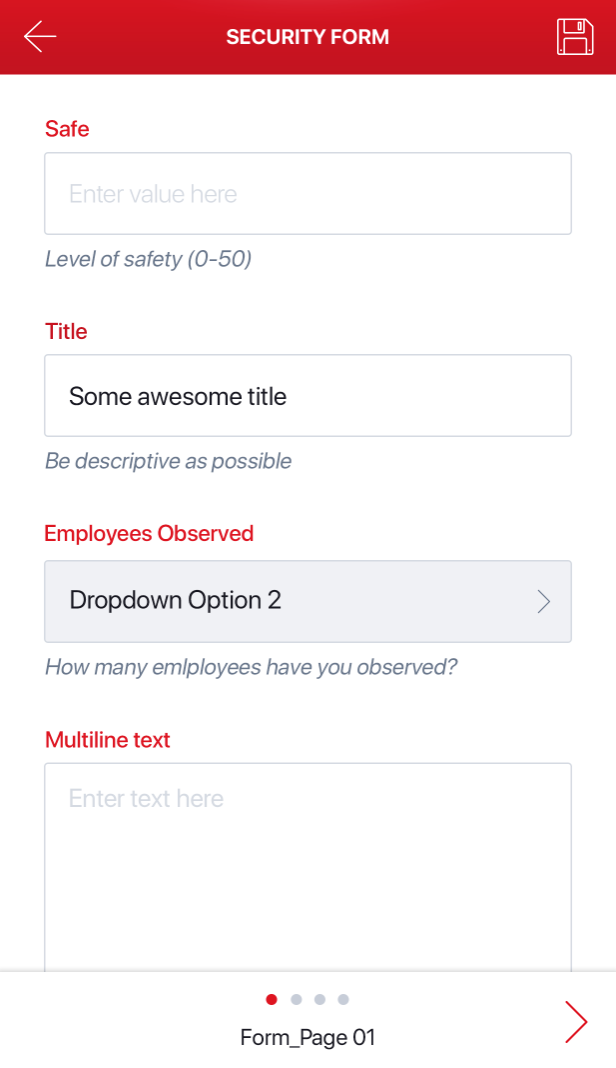 SECURITY FORM
Safe
Enter value here
Level of safety (0-50)
Title
Some awesome title
Be descriptive as possible
Employees Observed
Dropdown Option 2
How many emlployees have you observed?
Multiline text
Enter text here
Form_Page 01